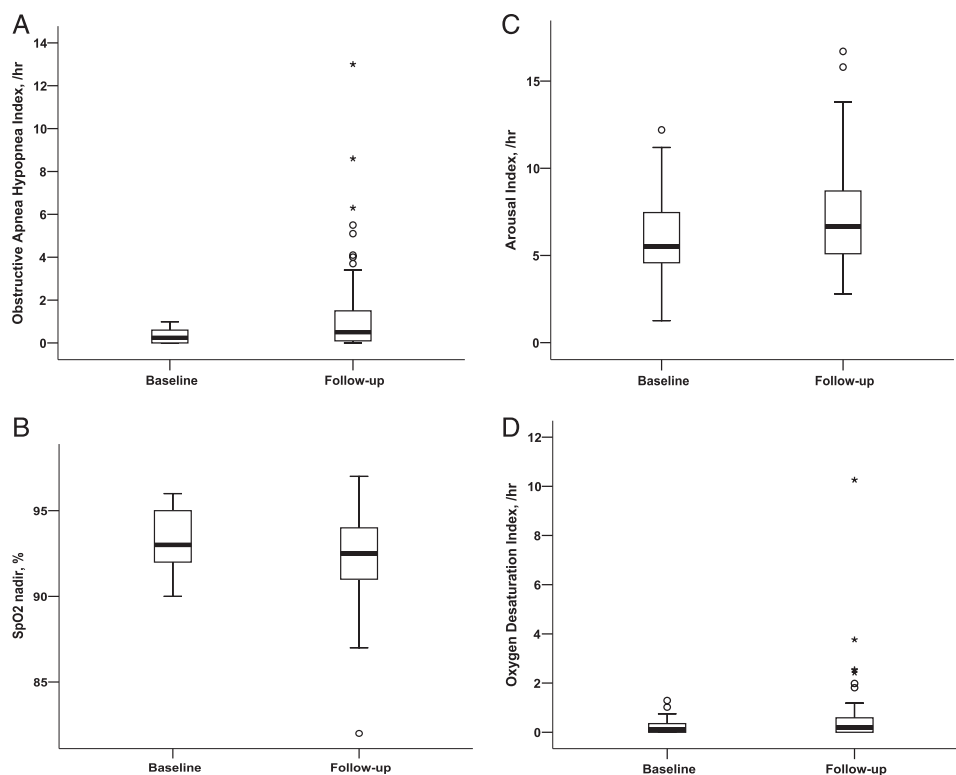 A
Obstructive Apnea Hypopnea Index, /hr
14
12
10
8
6
4
2
0
Baseline
Follow-up
C
Arousal Index, /hr
15
10
5
0
Baseline
Follow-up
B
SpO2 nadir, %
95
90
85
Baseline
Follow-up
D
Oxygen Desaturation Index, /hr
12
10
8
6
4
2
0
Baseline
Follow-up